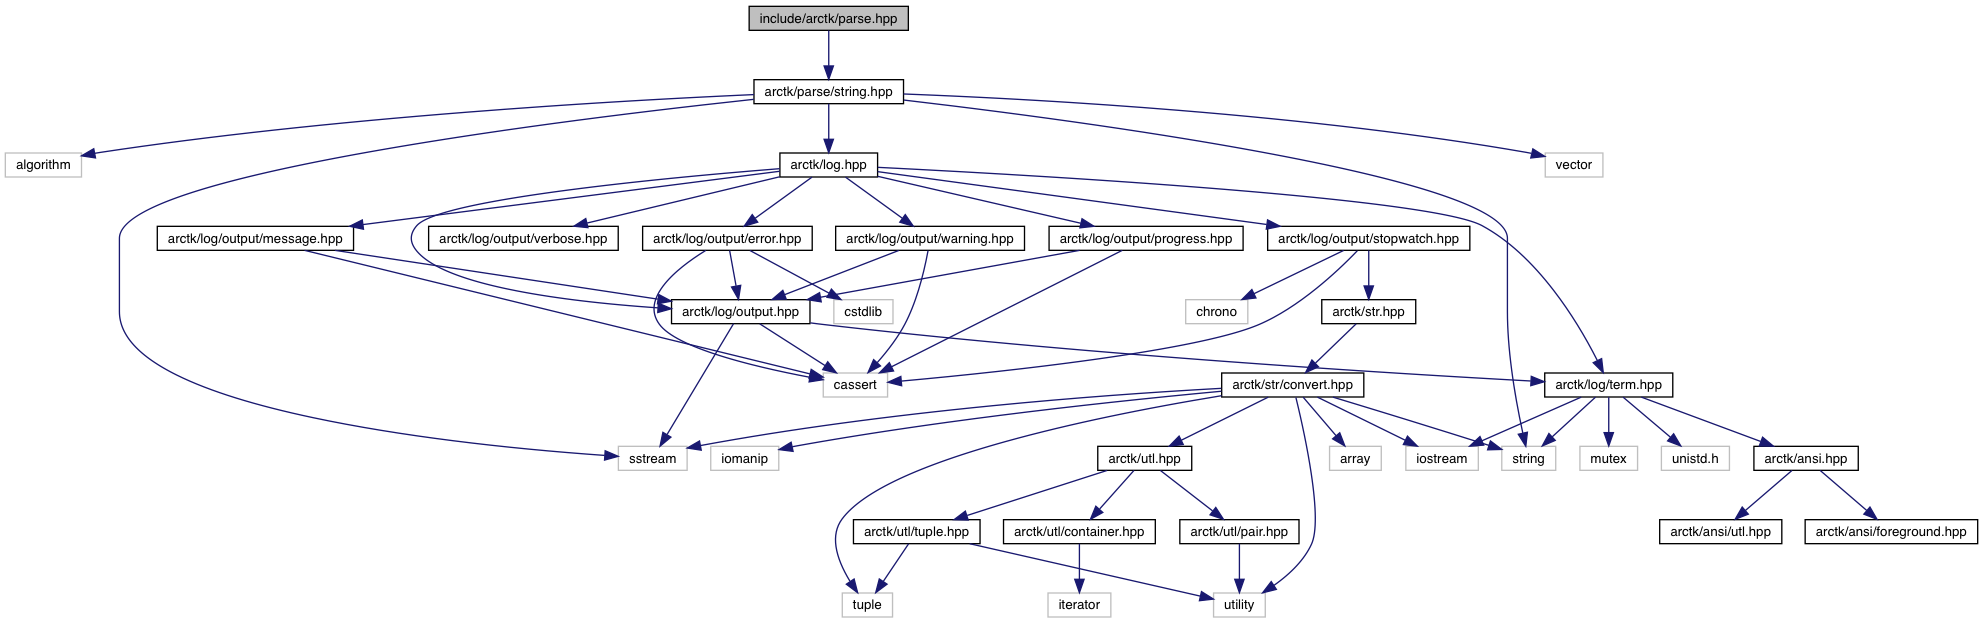 include/arctk/parse.hpp
arctk/parse/string.hpp
algorithm
arctk/log.hpp
vector
arctk/log/output/message.hpp
arctk/log/output/verbose.hpp
arctk/log/output/error.hpp
arctk/log/output/warning.hpp
arctk/log/output/progress.hpp
arctk/log/output/stopwatch.hpp
arctk/log/output.hpp
cstdlib
chrono
arctk/str.hpp
cassert
arctk/str/convert.hpp
arctk/log/term.hpp
sstream
iomanip
arctk/utl.hpp
array
iostream
string
mutex
unistd.h
arctk/ansi.hpp
arctk/utl/tuple.hpp
arctk/utl/container.hpp
arctk/utl/pair.hpp
arctk/ansi/utl.hpp
arctk/ansi/foreground.hpp
tuple
iterator
utility